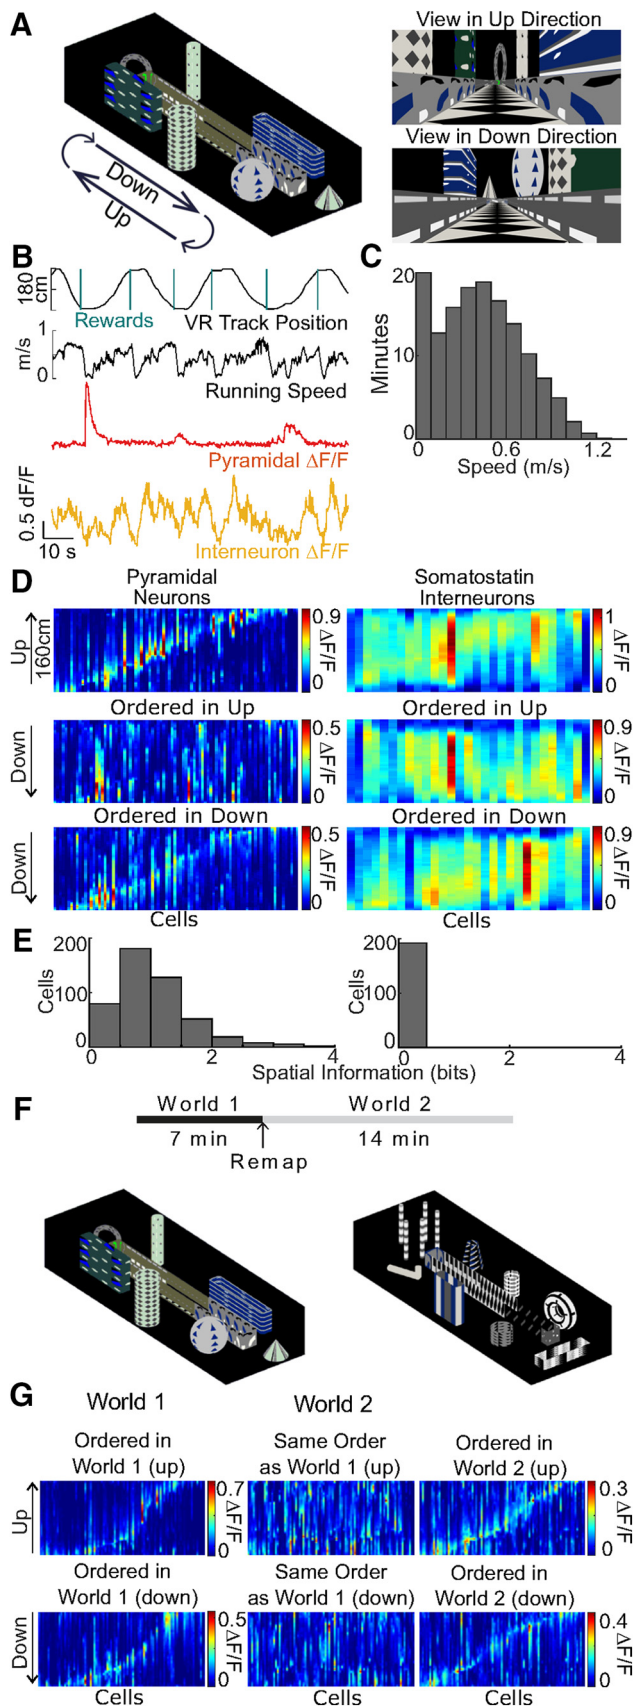 A
View in Up Direction
View in Down Direction
Down
Up
B
180
cm
Rewards
VR Track Position
1
m/s
0
Running Speed
Pyramidal ΔF/F
0.5 dF/F
10 s
Interneuron ΔF/F
C
20
10
0
Minutes
0
0.6
1.2
Speed (m/s)
D
Pyramidal
Neurons
Somatostatin
Interneurons
Up
160cm
0.9
ΔF/F
0
1
ΔF/F
0
Ordered in Up
Ordered in Up
Down
0.5
ΔF/F
0
0.9
ΔF/F
0
Ordered in Down
Ordered in Down
Down
0.5
ΔF/F
0
0.9
ΔF/F
0
Cells
Cells
E
200
100
0
Cells
0
2
4
200
100
0
Cells
0
2
4
Spatial Information (bits)
F
World 1
World 2
7 min
14 min
Remap
G
World 1
World 2
Ordered in
World 1 (up)
Same Order
as World 1 (up)
Ordered in
World 2 (up)
Up
0.7
ΔF/F
0
0.3
ΔF/F
0
Ordered in
World 1 (down)
Same Order
as World 1 (down)
Ordered in
World 2 (down)
Down
0.5
ΔF/F
0
0.4
ΔF/F
0
Cells
Cells